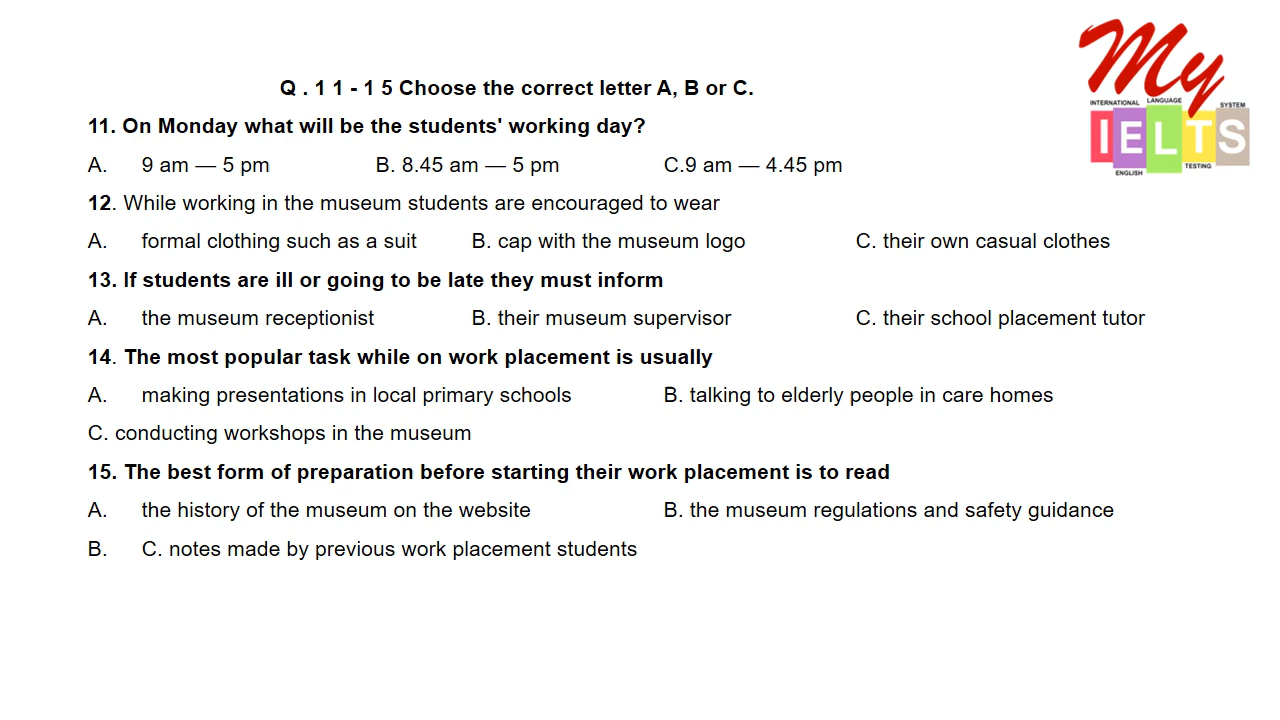 My
INTERNATIONAL LANGUAGE SYSTEM
IELTS
ENGLISH TESTING
Q . 1 1 - 1 5 Choose the correct letter A, B or C.
11. On Monday what will be the students' working day?
A. 9 am — 5 pm B. 8.45 am — 5 pm C.9 am — 4.45 pm
12. While working in the museum students are encouraged to wear
A. formal clothing such as a suit B. cap with the museum logo C. their own casual clothes
13. If students are ill or going to be late they must inform
A. the museum receptionist B. their museum supervisor C. their school placement tutor
14. The most popular task while on work placement is usually
A. making presentations in local primary schools B. talking to elderly people in care homes
C. conducting workshops in the museum
15. The best form of preparation before starting their work placement is to read
A. the history of the museum on the website B. the museum regulations and safety guidance
B. C. notes made by previous work placement students